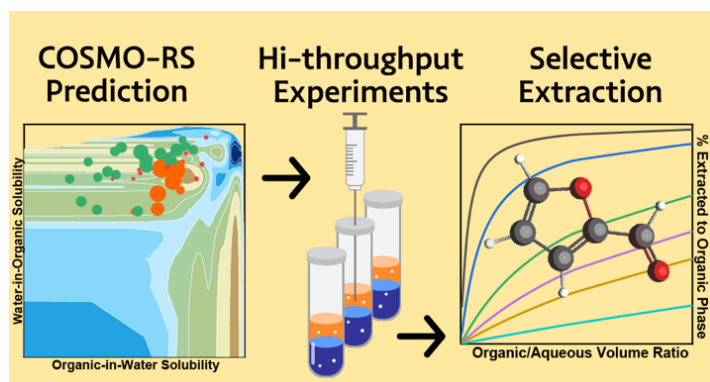 COSMO-RS
Prediction
Hi-throughput
Experiments
Selective
Extraction
Water-in-Organic Solubility
Organic-in-Water Solubility
% Extracted to Organic Phase
Organic/Aqueous Volume Ratio